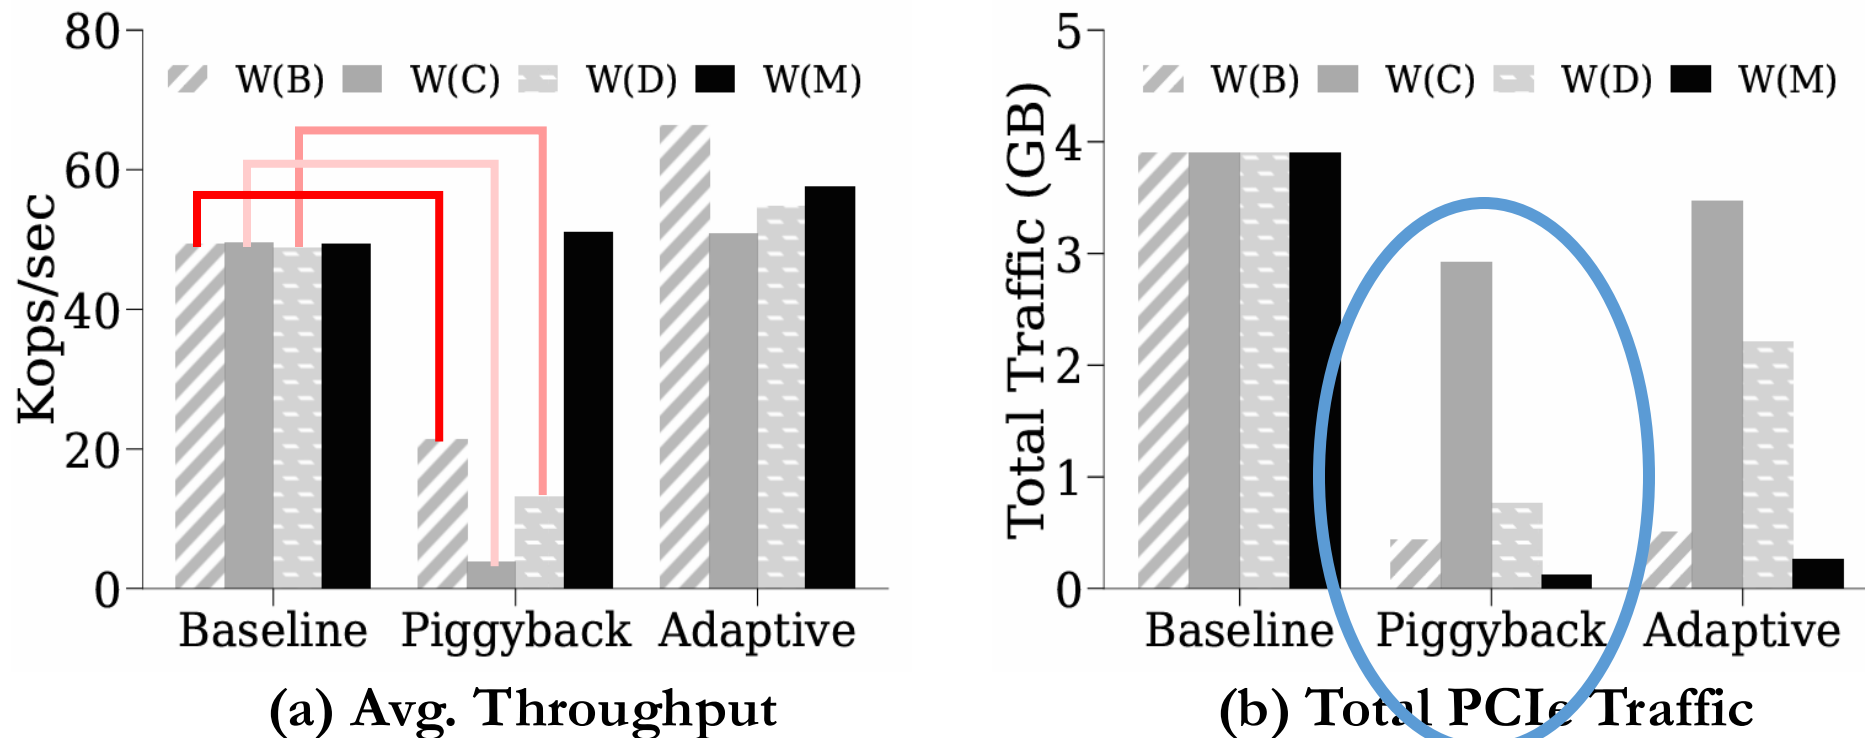 80
60
40
20
0
Kops/sec
W(B) W(C) W(D) W(M)
Baseline Piggyback Adaptive
(a) Avg. Throughput
5
4
3
2
1
0
Total Traffic (GB)
W(B) W(C) W(D) W(M)
Baseline Piggyback Adaptive
(b) Total PCIe Traffic